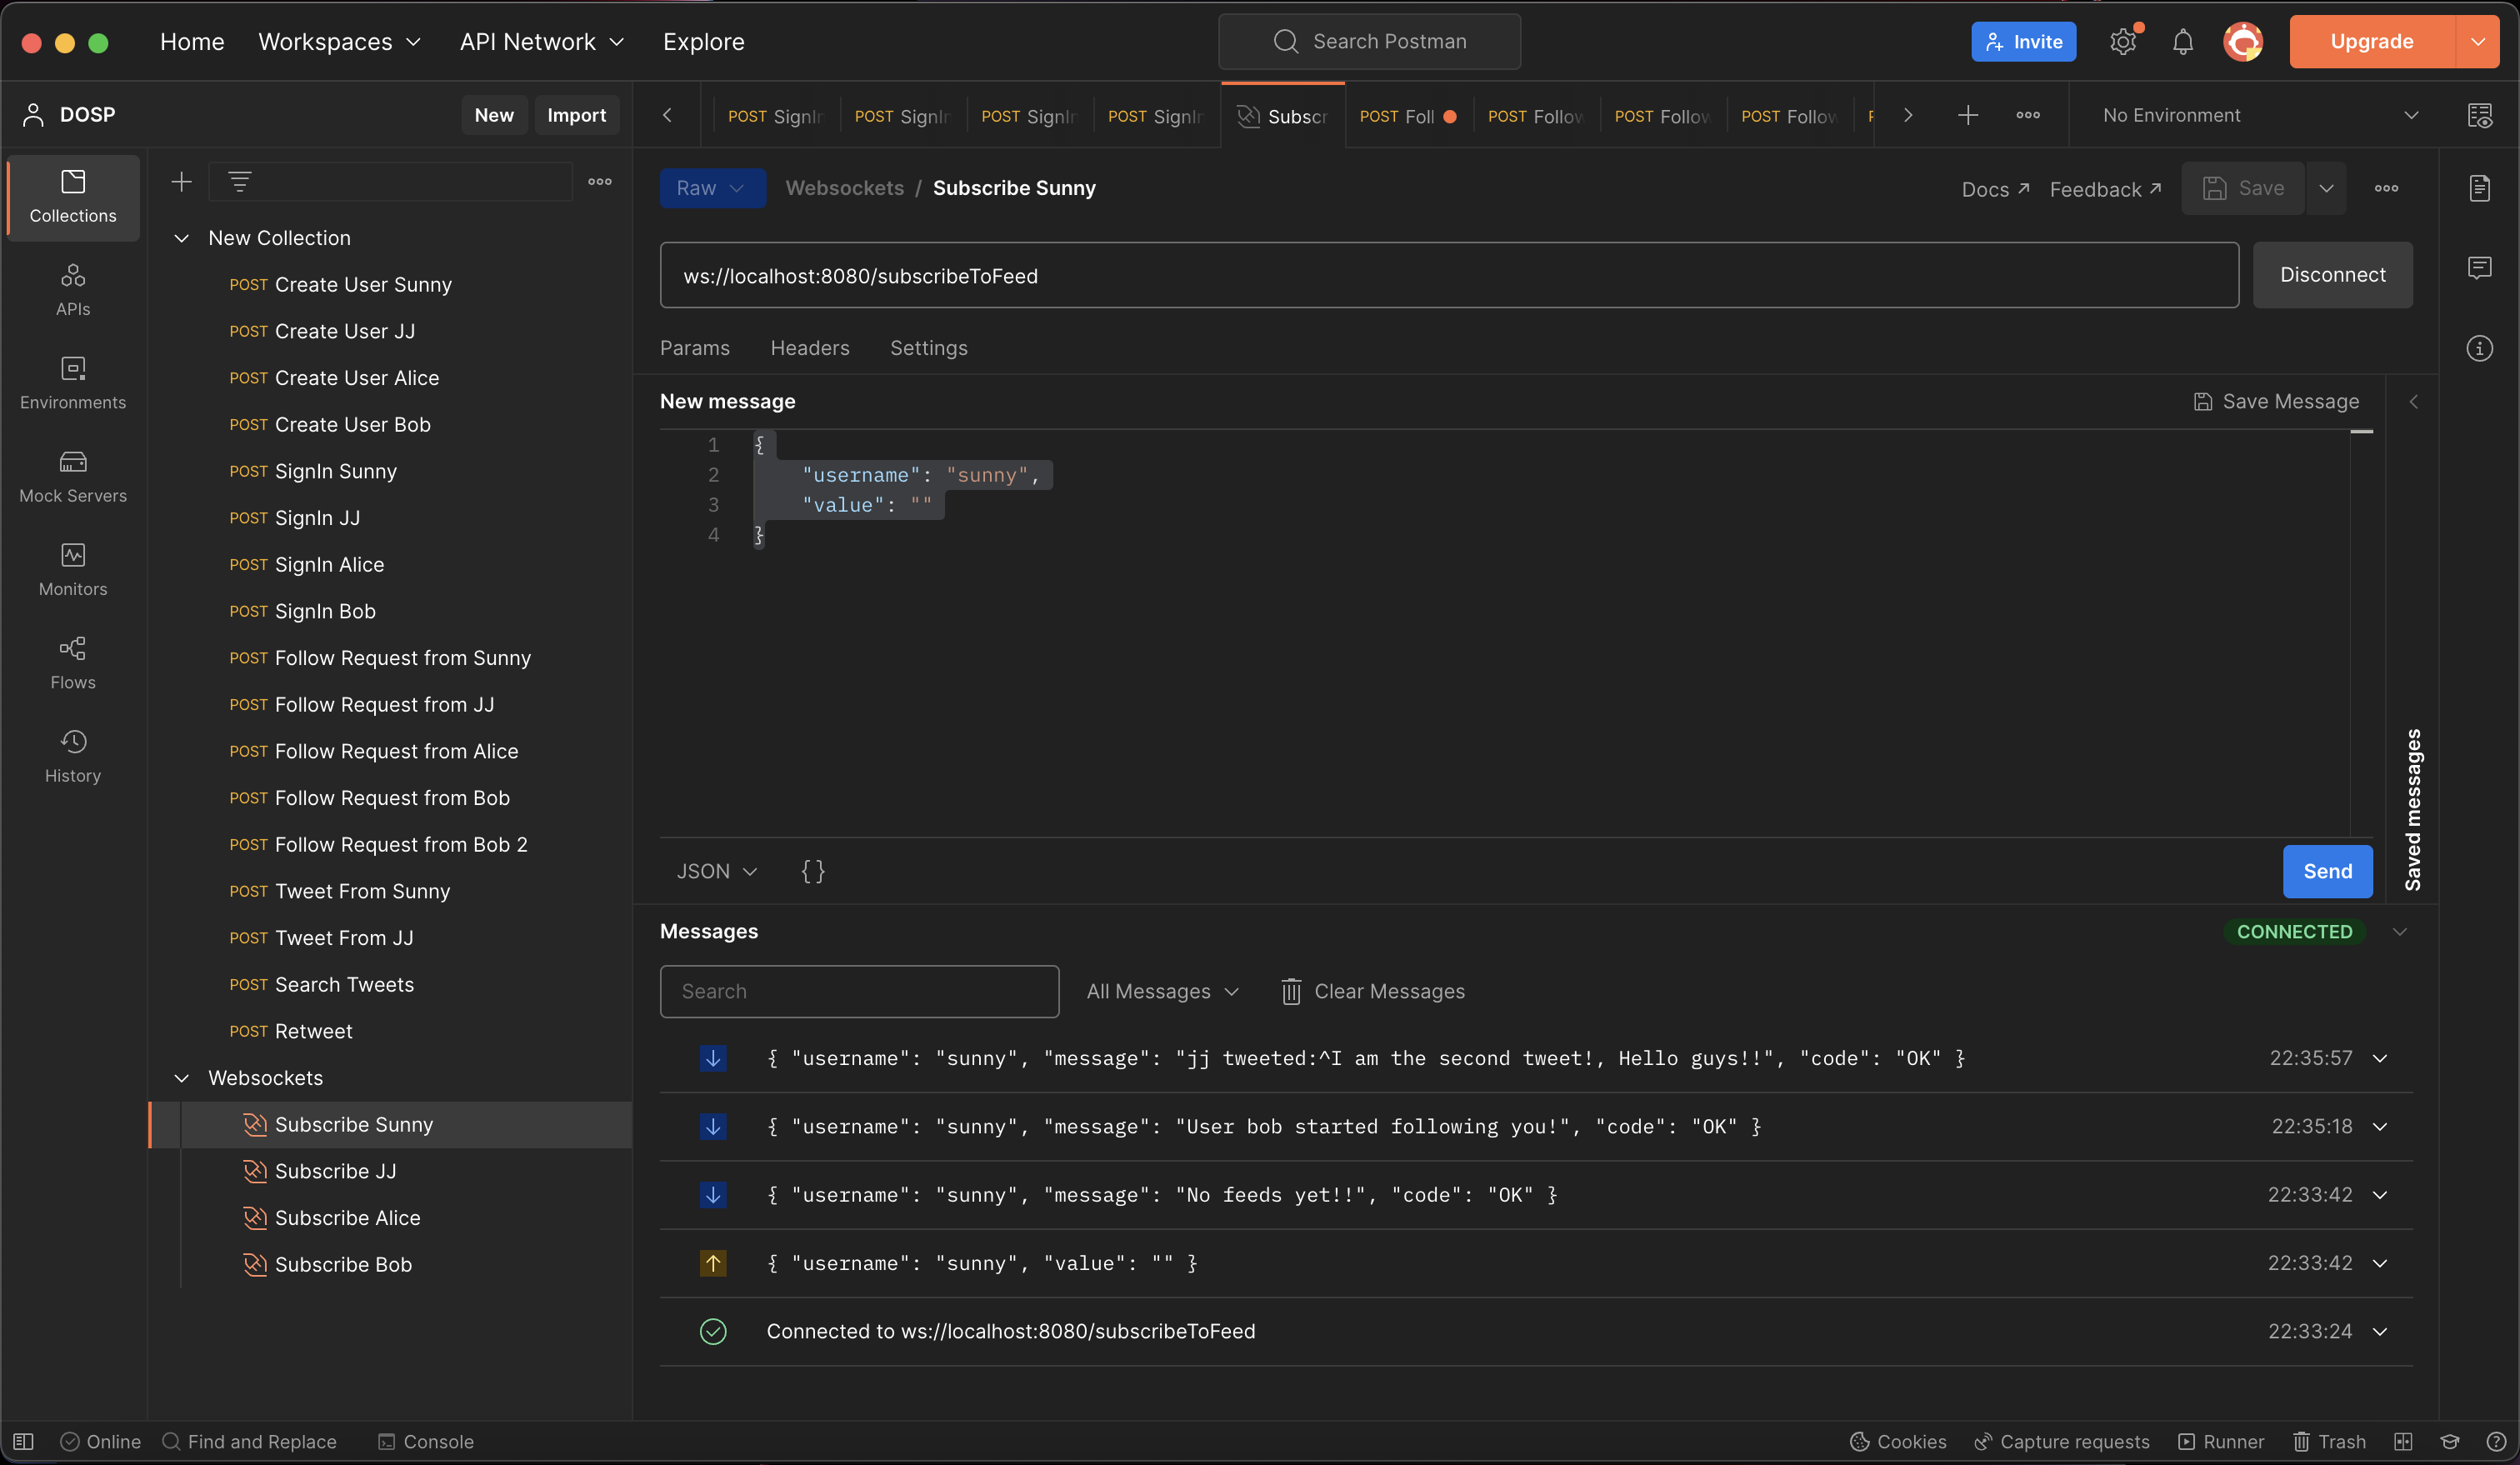 Home Workspaces API Network Explore Search Postman Invite Upgrade
DOSP New Import
POST SignIn POST SignIn POST SignIn POST SignIn Subscr POST Foll POST Follow POST Follow POST Follow No Environment
Collections
APIs
Environments
Mock Servers
Monitors
Flows
History
New Collection
POST Create User Sunny
POST Create User JJ
POST Create User Alice
POST Create User Bob
POST SignIn Sunny
POST SignIn JJ
POST SignIn Alice
POST SignIn Bob
POST Follow Request from Sunny
POST Follow Request from JJ
POST Follow Request from Alice
POST Follow Request from Bob
POST Follow Request from Bob 2
POST Tweet From Sunny
POST Tweet From JJ
POST Search Tweets
POST Retweet
Websockets
Subscribe Sunny
Subscribe JJ
Subscribe Alice
Subscribe Bob
Raw Websockets / Subscribe Sunny Docs Feedback Save
ws://localhost:8080/subscribeToFeed Disconnect
Params Headers Settings
New message Save Message
1 {
2 "username": "sunny",
3 "value": ""
4 }
Saved messages
JSON {} Send
Messages CONNECTED
Search All Messages Clear Messages
{ "username": "sunny", "message": "jj tweeted:^I am the second tweet!, Hello guys!!", "code": "OK" } 22:35:57
{ "username": "sunny", "message": "User bob started following you!", "code": "OK" } 22:35:18
{ "username": "sunny", "message": "No feeds yet!!", "code": "OK" } 22:33:42
{ "username": "sunny", "value": "" } 22:33:42
Connected to ws://localhost:8080/subscribeToFeed 22:33:24
Online Find and Replace Console Cookies Capture requests Runner Trash